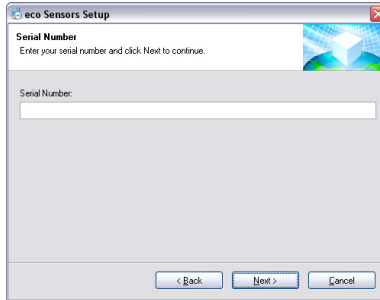 eco Sensors Setup
Serial Number
Enter your serial number and click Next to continue.
Serial Number:
< Back
Next >
Cancel